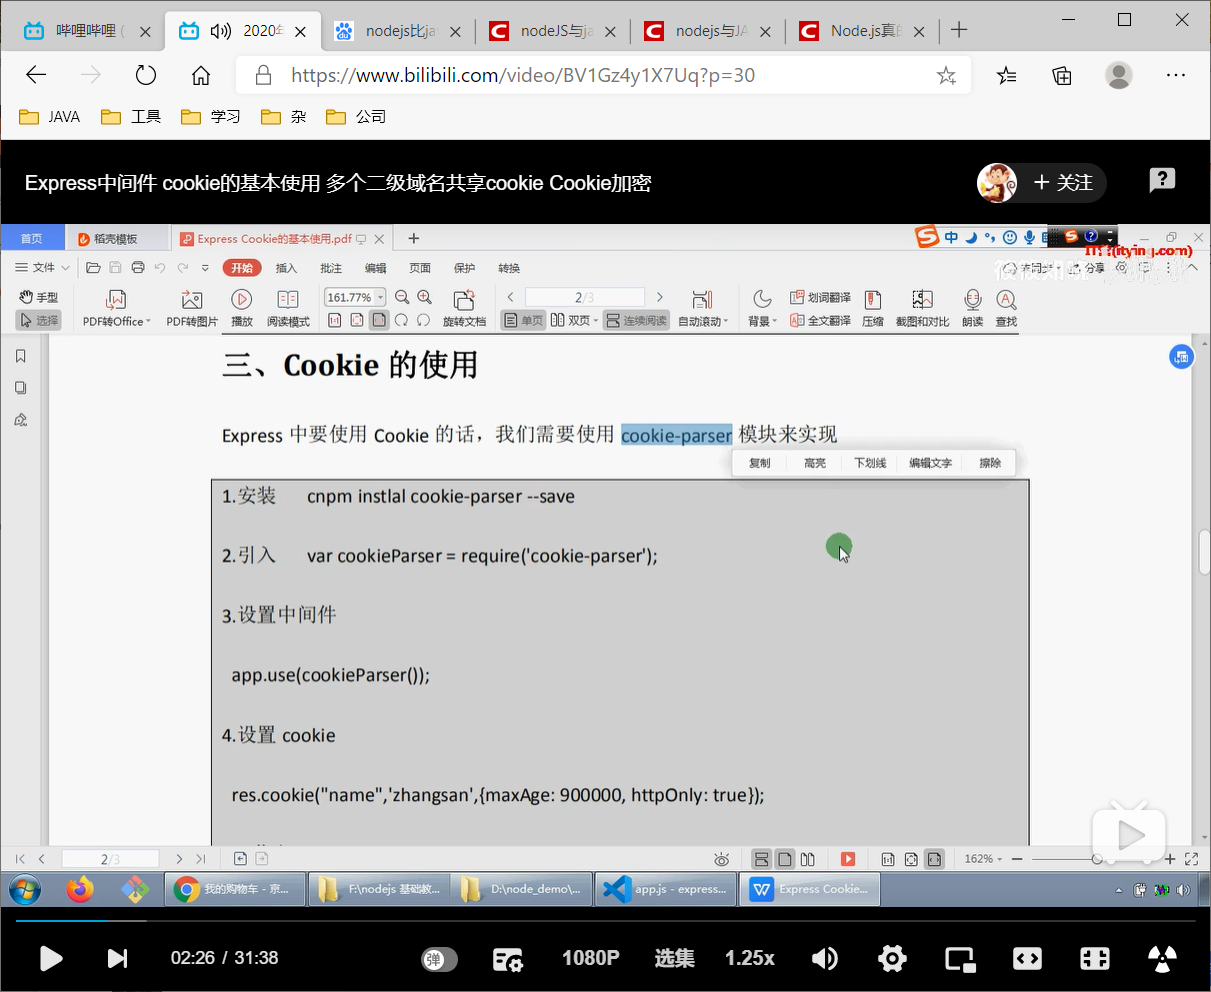 哔哩哔哩 (
2020年
nodejs比ja
nodeJS与ja
nodejs与JA
Node.js真的
https://www.bilibili.com/video/BV1Gz4y1X7Uq?p=30
JAVA 工具 学习 杂 公司
Express中间件 cookie的基本使用 多个二级域名共享cookie Cookie加密
+ 关注
首页 稻壳模板 Express Cookie的基本使用.pdf
中
(itying.com)
文件 开始 插入 批注 编辑 页面 保护 转换 分享
手型 161.77% 2/3 划词翻译
选择 PDF转Office PDF转图片 播放 阅读模式 旋转文档 单页 双页 连续阅读 自动滚动 背景 全文翻译 压缩 截图和对比 朗读 查找
三、Cookie 的使用
Express 中要使用 Cookie 的话，我们需要使用 cookie-parser 模块来实现
复制 高亮 下划线 编辑文字 擦除
1.安装 cnpm instlal cookie-parser --save
2.引入 var cookieParser = require('cookie-parser');
3.设置中间件
app.use(cookieParser());
4.设置 cookie
res.cookie("name",'zhangsan',{maxAge: 900000, httpOnly: true});
2/3 162%
我的购物车 - 京...
F:\nodejs 基础教...
D:\node_demo\...
app.js - express...
Express Cookie...
02:26 / 31:38 弹 1080P 选集 1.25x